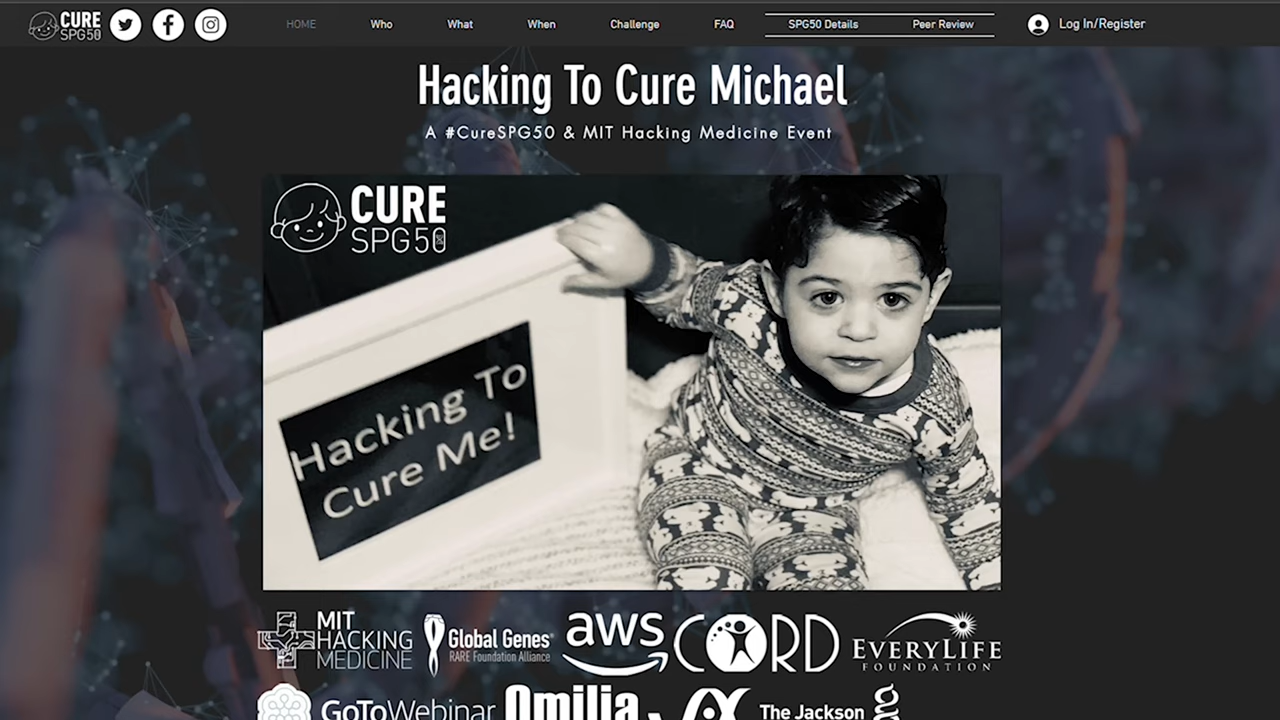 CURE
SPG50
HOME
Who
What
When
Challenge
FAQ
SPG50 Details
Peer Review
Log In/Register
Hacking To Cure Michael
A #CureSPG50 & MIT Hacking Medicine Event
CURE
SPG50
Hacking To
Cure Me!
MIT
HACKING
MEDICINE
Global Genes
RARE Foundation Alliance
aws
CORD
EVERYLIFE
FOUNDATION
GoToWebinar
Omilia
The Jackson